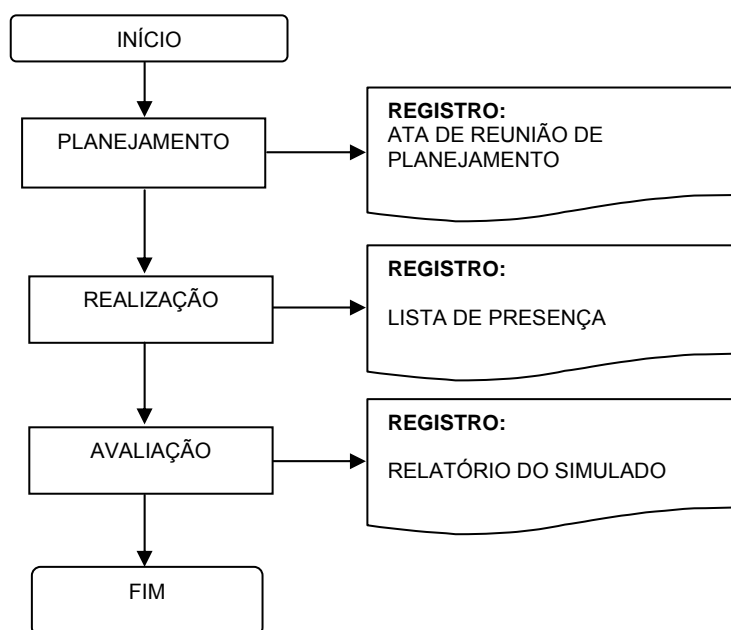 INÍCIO
PLANEJAMENTO
REGISTRO:
ATA DE REUNIÃO DE
PLANEJAMENTO
REALIZAÇÃO
REGISTRO:
LISTA DE PRESENÇA
AVALIAÇÃO
REGISTRO:
RELATÓRIO DO SIMULADO
FIM